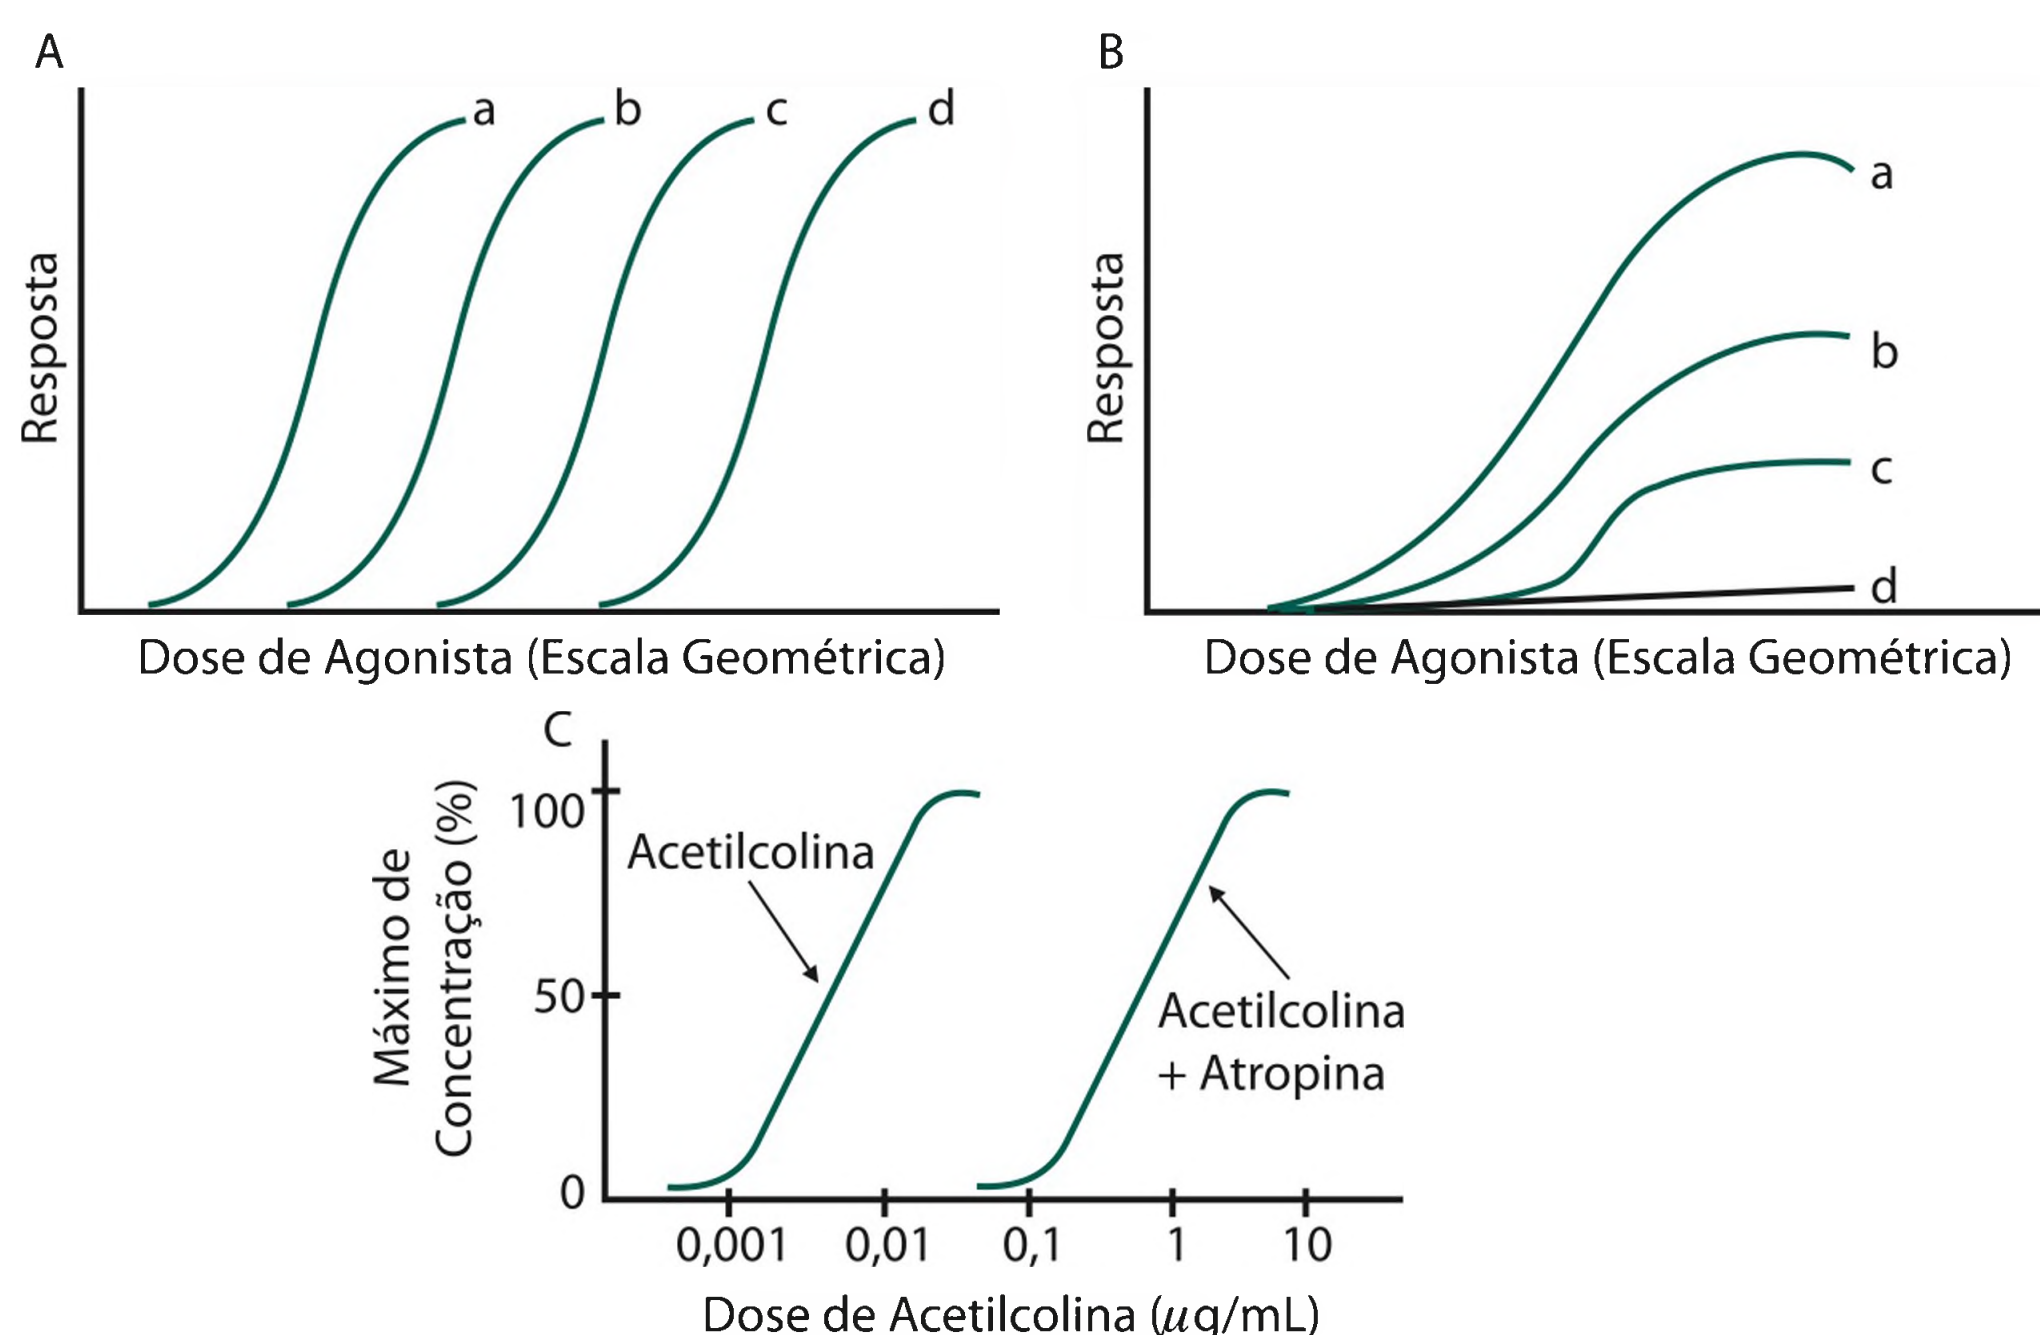 A
a
b
c
d
Resposta
Dose de Agonista (Escala Geométrica)
B
a
b
c
d
Resposta
Dose de Agonista (Escala Geométrica)
C
Máximo de
Concentração (%)
100
50
0
Acetilcolina
Acetilcolina
+ Atropina
0,001 0,01 0,1 1 10
Dose de Acetilcolina (μg/mL)